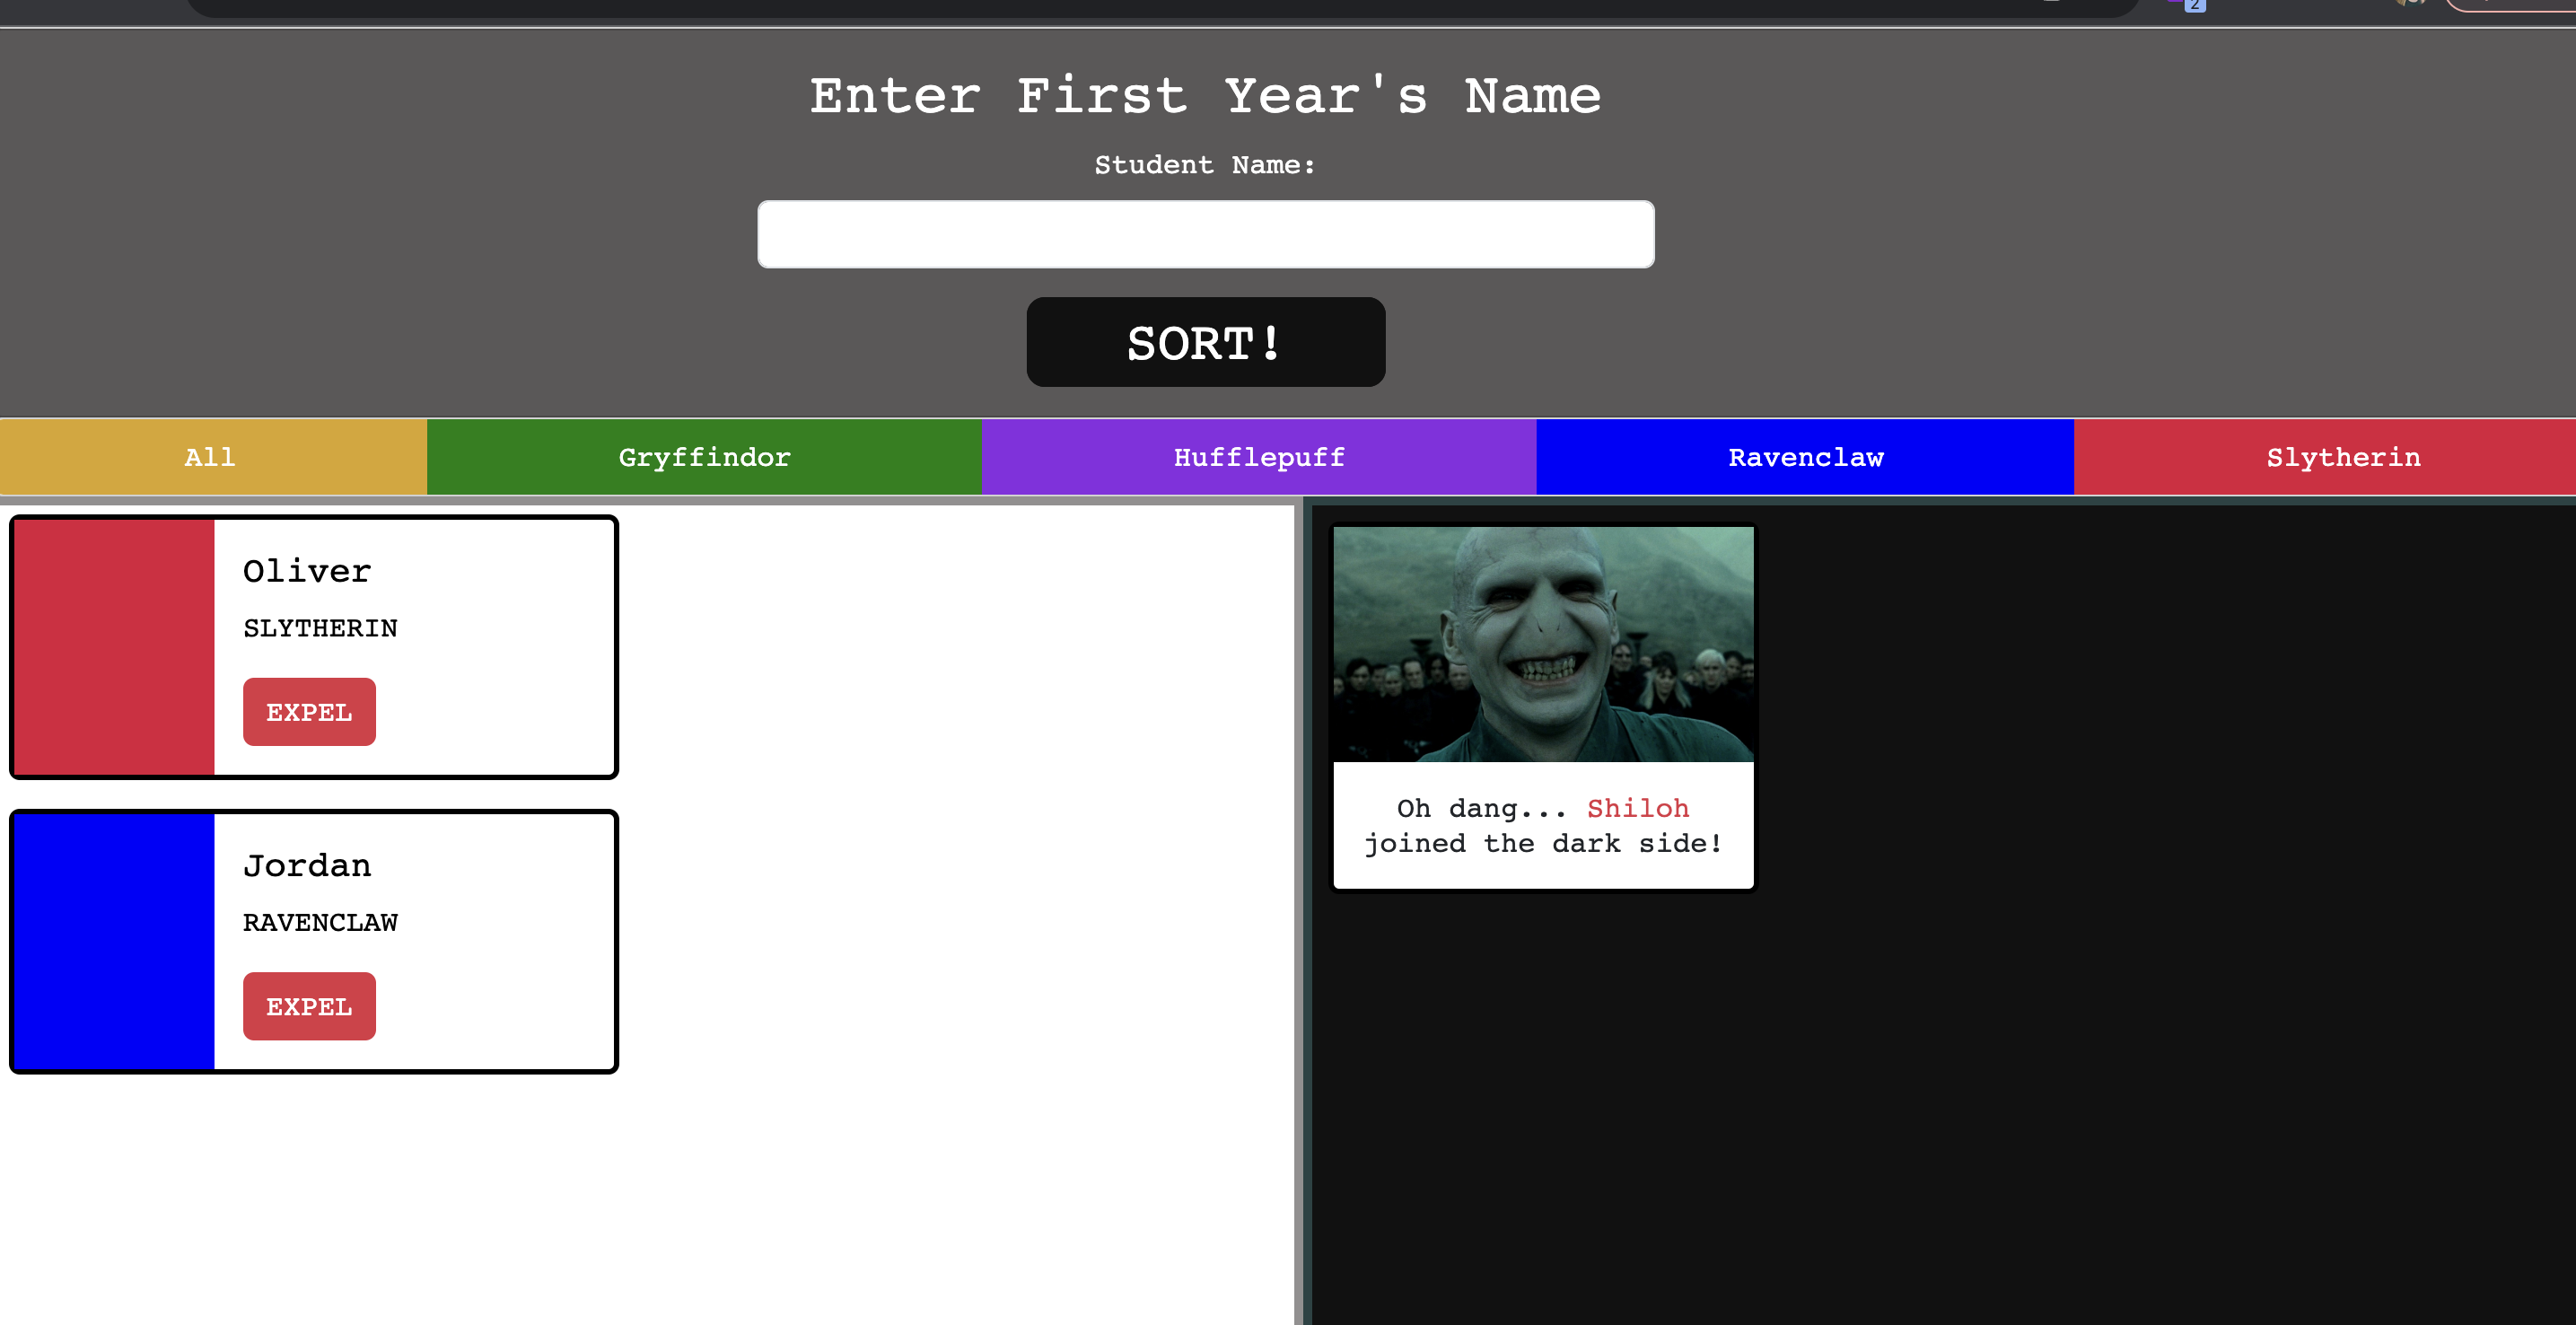 2
Enter First Year's Name
Student Name:
SORT!
All
Gryffindor
Hufflepuff
Ravenclaw
Slytherin
Oliver
SLYTHERIN
EXPEL
Jordan
RAVENCLAW
EXPEL
Oh dang... Shiloh
joined the dark side!